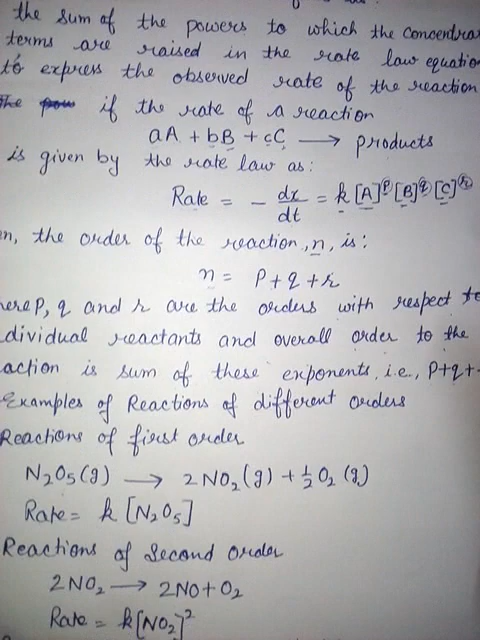 the sum of the powers to which the concentra
terms are raised in the rate law equation
to express the observed rate of the reaction
The if the rate of a reaction
aA + bB + cC ⟶ products
is given by the rate law as:
Rate = - dx/dt = k [A]^p [B]^q [C]^r
n, the order of the reaction, n, is:
n = p + q + r
here P, q and r are the orders with respect to
dividual reactants and overall order to the
action is sum of these exponents, i.e., P+q+
Examples of Reactions of different orders
Reactions of first order
N₂O₅(g) ⟶ 2NO₂(g) + ½O₂(g)
Rate = k [N₂O₅]
Reactions of Second order
2NO₂ ⟶ 2NO + O₂
Rate = k[NO₂]²